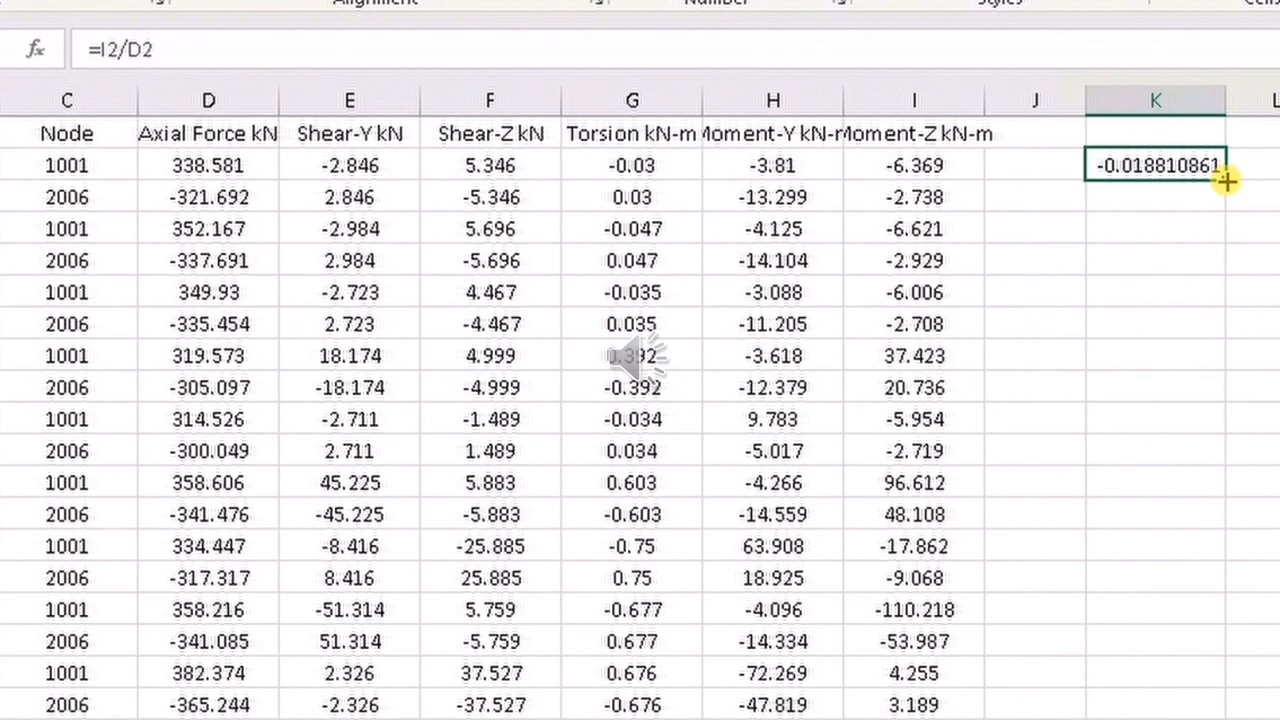 Alignment Number Styles
fx =I2/D2
C D E F G H I J K L
Node Axial Force kN Shear-Y kN Shear-Z kN Torsion kN-m Moment-Z kN-m
1001 338.581 -2.846 5.346 -0.03 -3.81 -6.369 -0.018810861
2006 -321.692 2.846 -5.346 0.03 -13.299 -2.738
1001 352.167 -2.984 5.696 -0.047 -4.125 -6.621
2006 -337.691 2.984 -5.696 0.047 -14.104 -2.929
1001 349.93 -2.723 4.467 -0.035 -3.088 -6.006
2006 -335.454 2.723 -4.467 0.035 -11.205 -2.708
1001 319.573 18.174 4.999 0.392 -3.618 37.423
2006 -305.097 -18.174 -4.999 -0.392 -12.379 20.736
1001 314.526 -2.711 -1.489 -0.034 9.783 -5.954
2006 -300.049 2.711 1.489 0.034 -5.017 -2.719
1001 358.606 45.225 5.883 0.603 -4.266 96.612
2006 -341.476 -45.225 -5.883 -0.603 -14.559 48.108
1001 334.447 -8.416 -25.885 -0.75 63.908 -17.862
2006 -317.317 8.416 25.885 0.75 18.925 -9.068
1001 358.216 -51.314 5.759 -0.677 -4.096 -110.218
2006 -341.085 51.314 -5.759 0.677 -14.334 -53.987
1001 382.374 2.326 37.527 0.676 -72.269 4.255
2006 -365.244 -2.326 -37.527 -0.676 -47.819 3.189